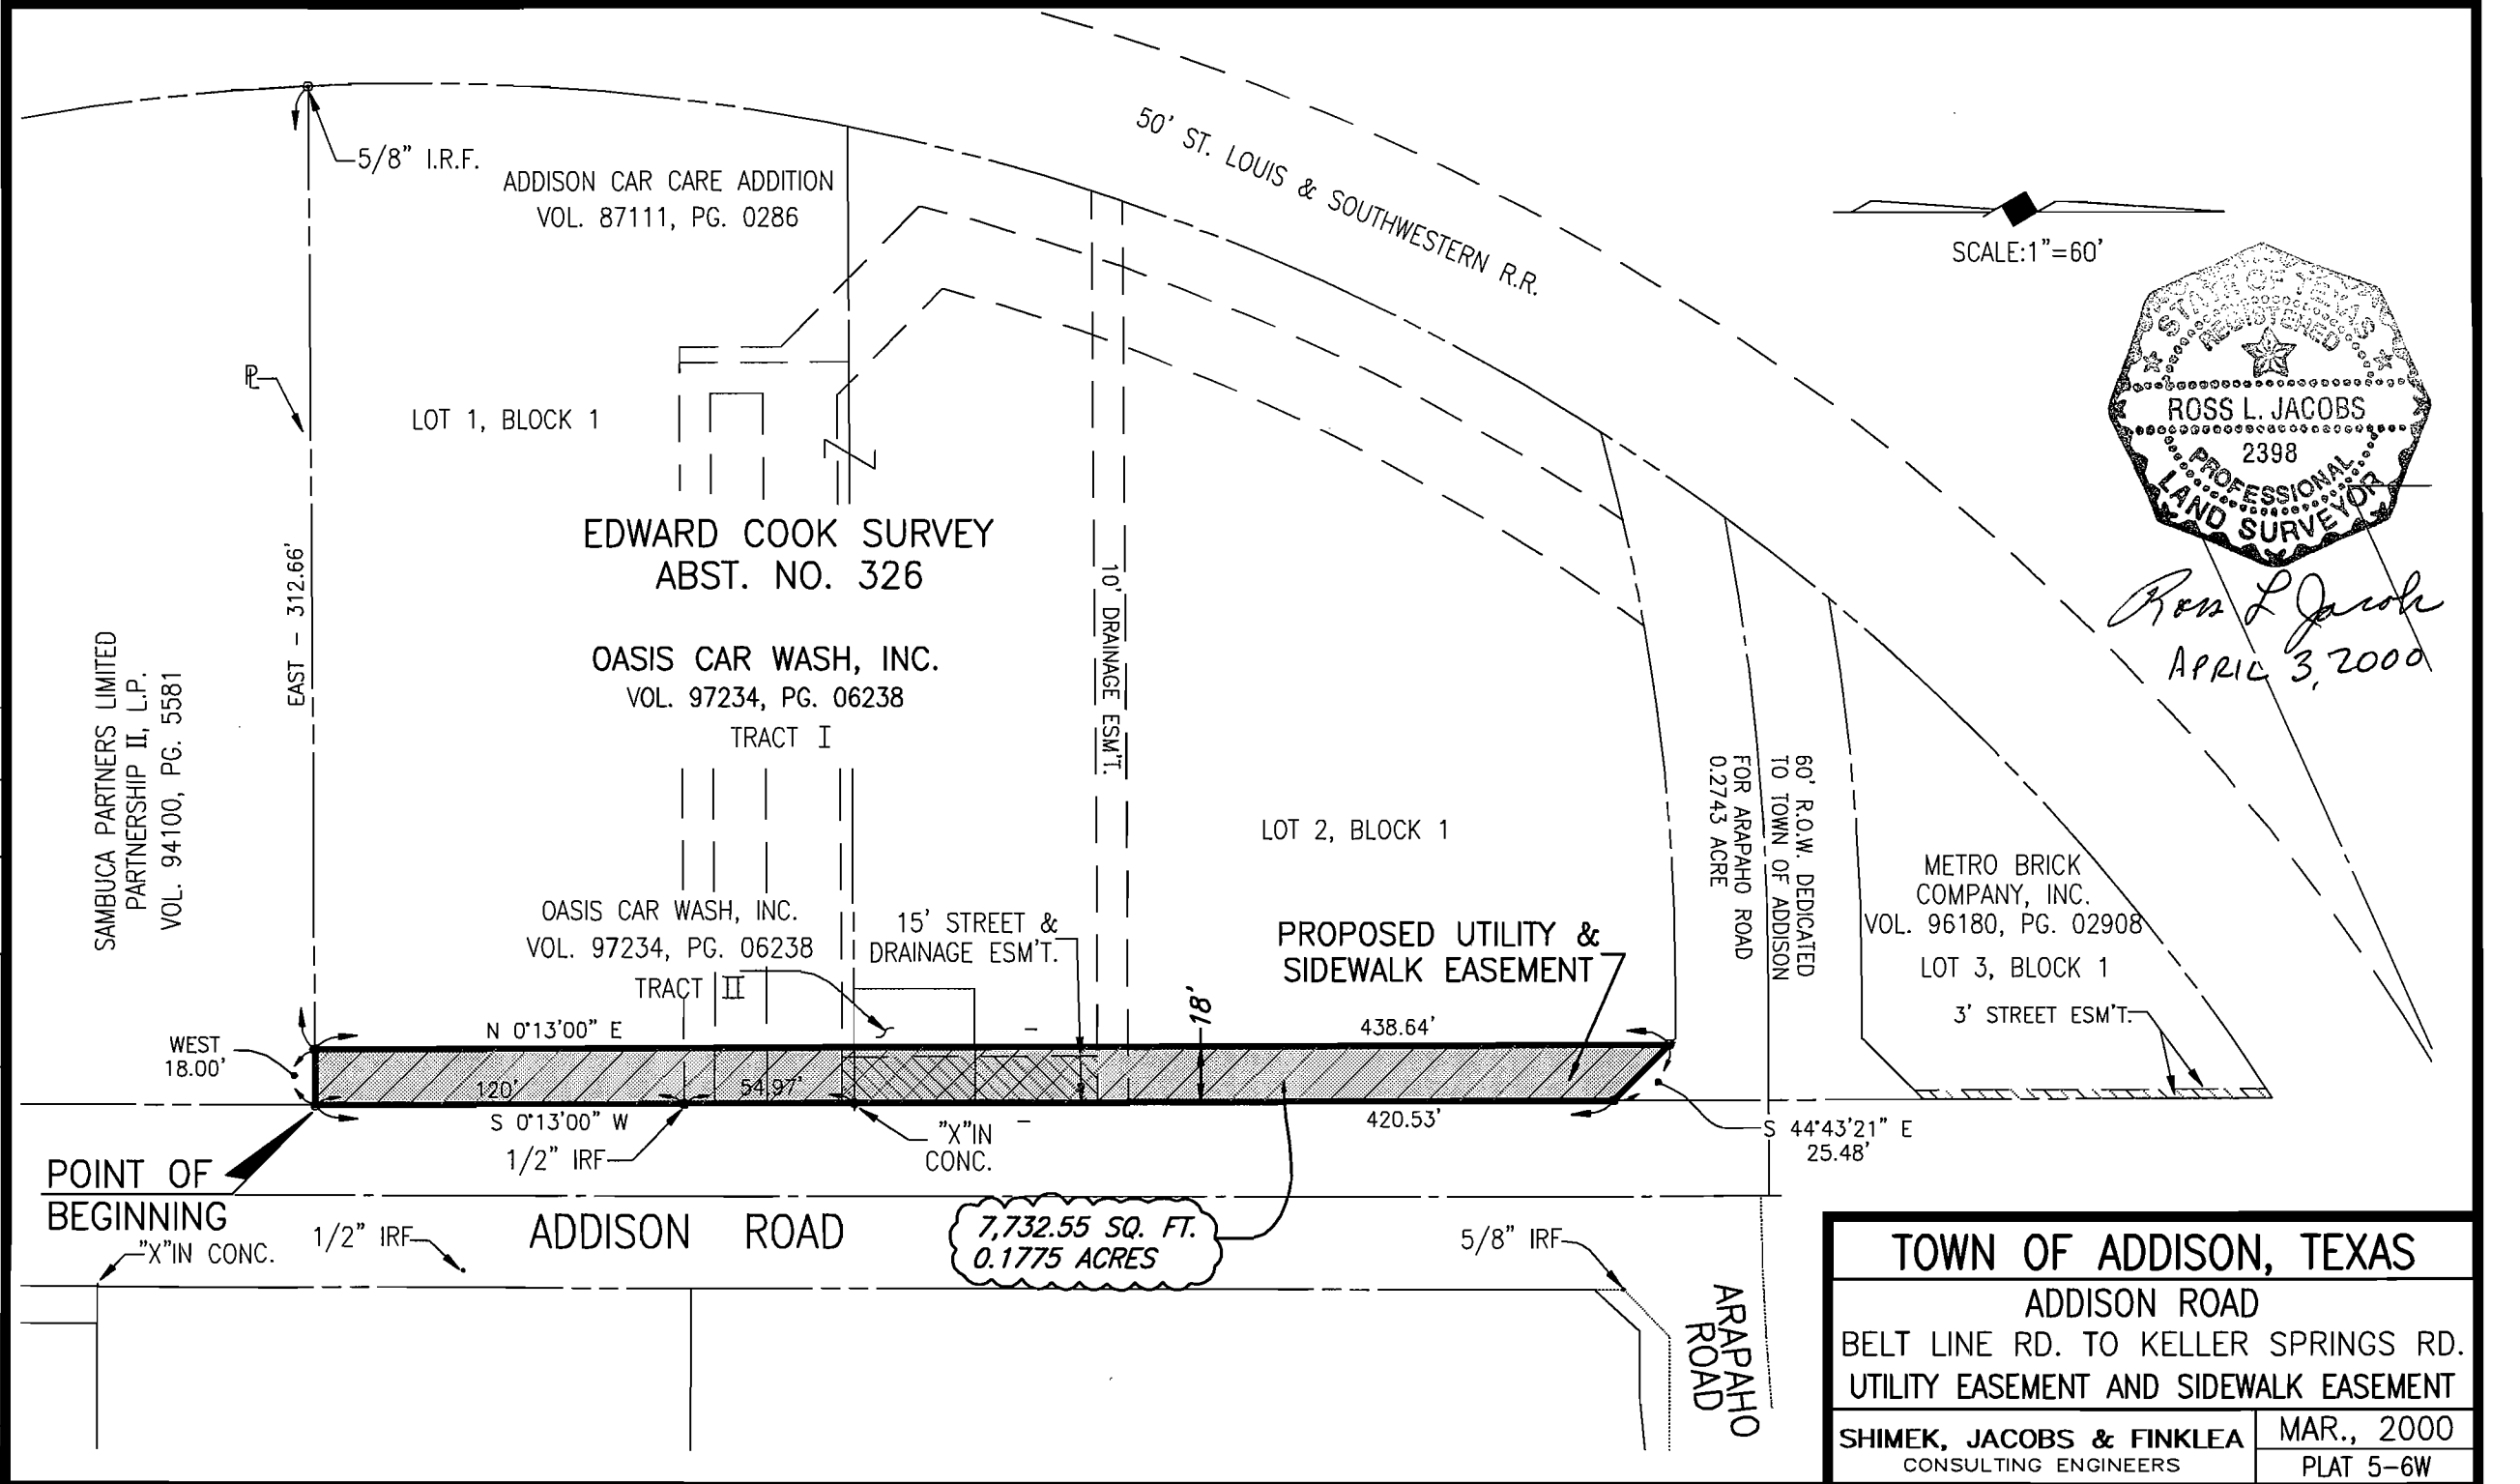 5/8" I.R.F.
ADDISON CAR CARE ADDITION
VOL. 87111, PG. 0286
50' ST. LOUIS & SOUTHWESTERN R.R.
SCALE:1"=60'
STATE OF TEXAS
REGISTERED
ROSS L. JACOBS
2398
PROFESSIONAL
LAND SURVEYOR
Ross L Jacobs
APRIL 3, 2000
PL
LOT 1, BLOCK 1
EDWARD COOK SURVEY
ABST. NO. 326
OASIS CAR WASH, INC.
VOL. 97234, PG. 06238
TRACT I
EAST - 312.66'
SAMBUCA PARTNERS LIMITED
PARTNERSHIP II, L.P.
VOL. 94100, PG. 5581
10' DRAINAGE ESM'T.
LOT 2, BLOCK 1
60' R.O.W. DEDICATED
TO TOWN OF ADDISON
FOR ARAPAHO ROAD
0.2743 ACRE
METRO BRICK
COMPANY, INC.
VOL. 96180, PG. 02908
LOT 3, BLOCK 1
3' STREET ESM'T.
OASIS CAR WASH, INC.
VOL. 97234, PG. 06238
TRACT II
15' STREET &
DRAINAGE ESM'T.
PROPOSED UTILITY &
SIDEWALK EASEMENT
18'
WEST
18.00'
N 0°13'00" E - 438.64'
120'
54.97'
S 0°13'00" W - 420.53'
1/2" IRF
"X"IN
CONC.
S 44°43'21" E
25.48'
POINT OF
BEGINNING
"X"IN CONC.
1/2" IRF
ADDISON ROAD
7,732.55 SQ. FT.
0.1775 ACRES
5/8" IRF
ARAPAHO
ROAD
TOWN OF ADDISON, TEXAS
ADDISON ROAD
BELT LINE RD. TO KELLER SPRINGS RD.
UTILITY EASEMENT AND SIDEWALK EASEMENT
SHIMEK, JACOBS & FINKLEA
CONSULTING ENGINEERS
MAR., 2000
PLAT 5-6W